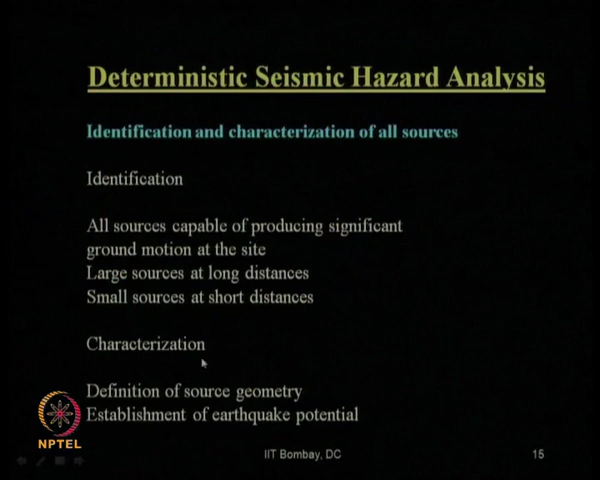 Deterministic Seismic Hazard Analysis
Identification and characterization of all sources
Identification
All sources capable of producing significant
ground motion at the site
Large sources at long distances
Small sources at short distances
Characterization
Definition of source geometry
Establishment of earthquake potential
NPTEL
IIT Bombay, DC
15